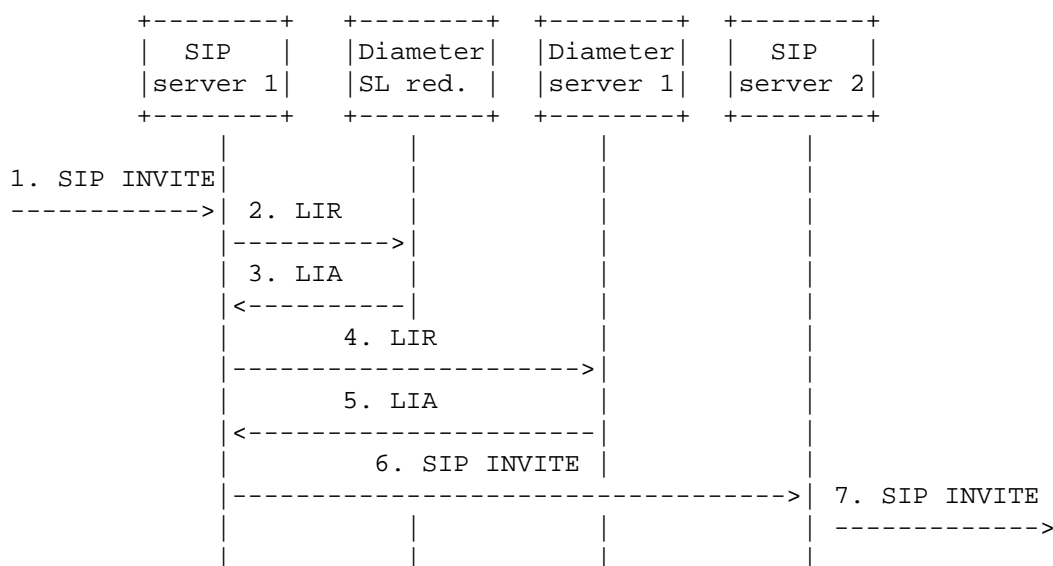 SIP Diameter Diameter SIP
server 1 SL red. server 1 server 2
1. SIP INVITE
2. LIR
3. LIA
4. LIR
5. LIA
6. SIP INVITE
7. SIP INVITE